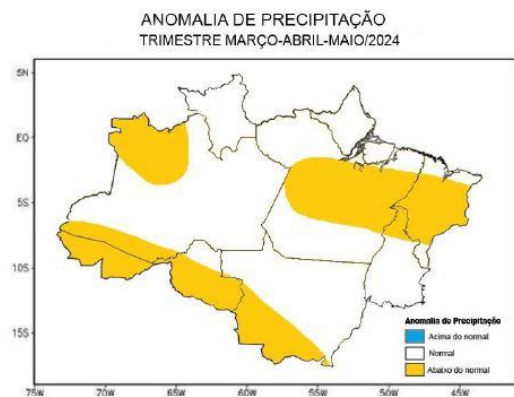 ANOMALIA DE PRECIPITAÇÃO
TRIMESTRE MARÇO-ABRIL-MAIO/2024
5N
EQ
5S
10S
15S
75W 70W 65W 60W 55W 50W 45W
Anomalia de Precipitação
Acima do normal
Normal
Abaixo do normal